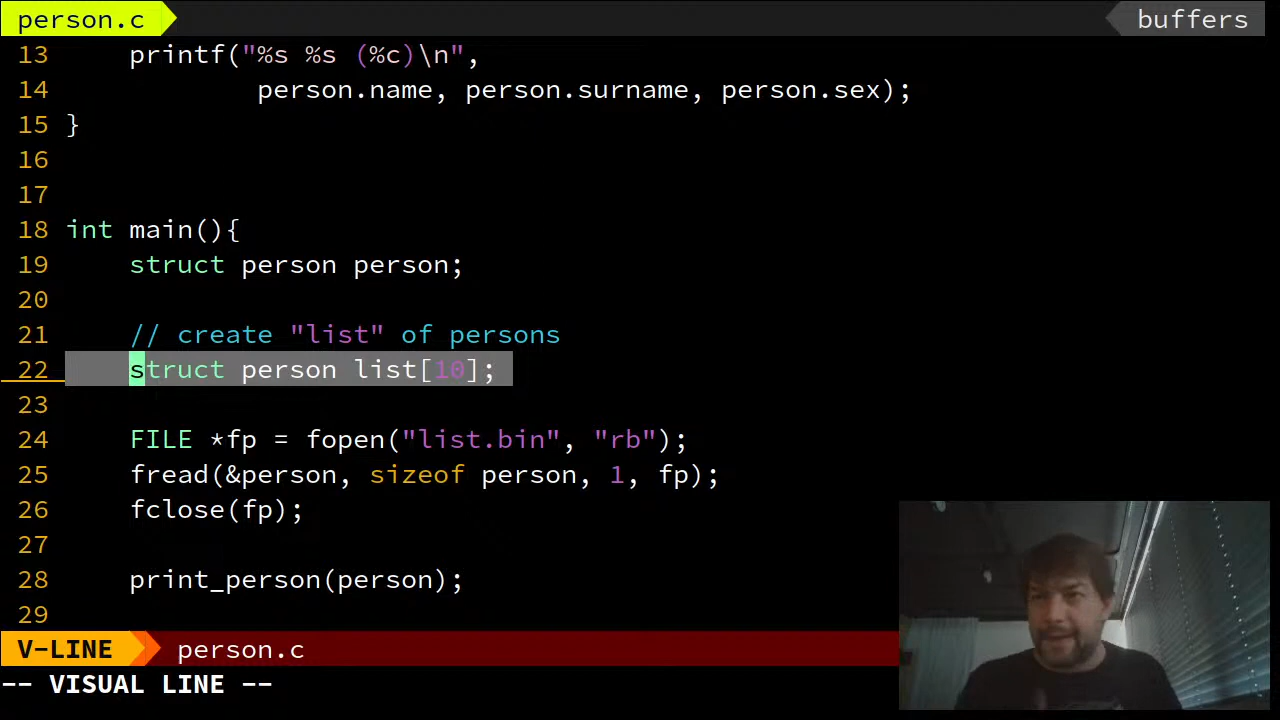 person.c buffers
13 printf("%s %s (%c)\n",
14 person.name, person.surname, person.sex);
15 }
16
17
18 int main(){
19 struct person person;
20
21 // create "list" of persons
22 struct person list[10];
23
24 FILE *fp = fopen("list.bin", "rb");
25 fread(&person, sizeof person, 1, fp);
26 fclose(fp);
27
28 print_person(person);
29
V-LINE person.c
-- VISUAL LINE --